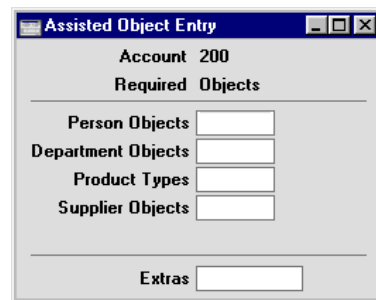 Assisted Object Entry
Account 200
Required Objects
Person Objects
Department Objects
Product Types
Supplier Objects
Extras